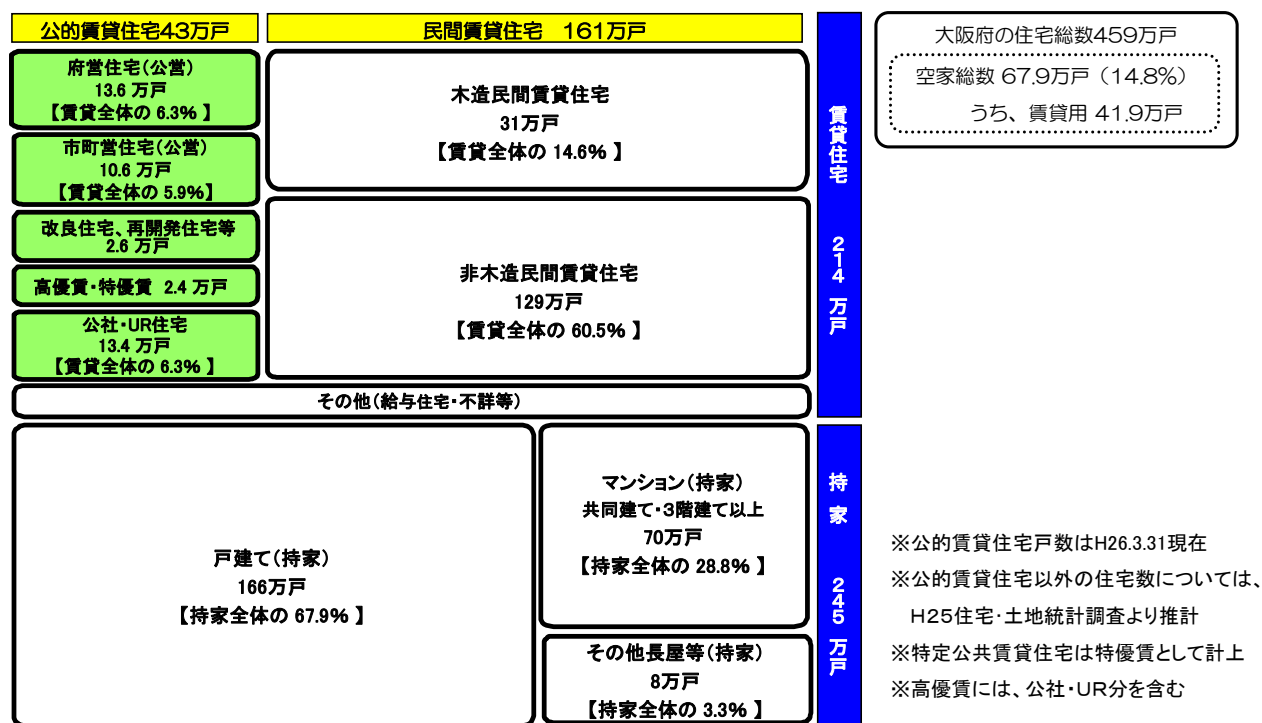 公的賃貸住宅43万戸
民間賃貸住宅 161万戸
府営住宅(公営)
13.6 万戸
【賃貸全体の 6.3% 】
市町営住宅(公営)
10.6 万戸
【賃貸全体の 5.9%】
改良住宅、再開発住宅等
2.6 万戸
高優賃・特優賃 2.4 万戸
公社・UR住宅
13.4 万戸
【賃貸全体の 6.3% 】
木造民間賃貸住宅
31万戸
【賃貸全体の 14.6% 】
非木造民間賃貸住宅
129万戸
【賃貸全体の 60.5% 】
その他(給与住宅・不詳等)
賃貸住宅 214万戸
戸建て(持家)
166万戸
【持家全体の 67.9% 】
マンション(持家)
共同建て・3階建て以上
70万戸
【持家全体の 28.8% 】
その他長屋等(持家)
8万戸
【持家全体の 3.3% 】
持家 245万戸
大阪府の住宅総数459万戸
空家総数 67.9万戸(14.8%)
うち、賃貸用 41.9万戸
※公的賃貸住宅戸数はH26.3.31現在
※公的賃貸住宅以外の住宅数については、
H25住宅・土地統計調査より推計
※特定公共賃貸住宅は特優賃として計上
※高優賃には、公社・UR分を含む